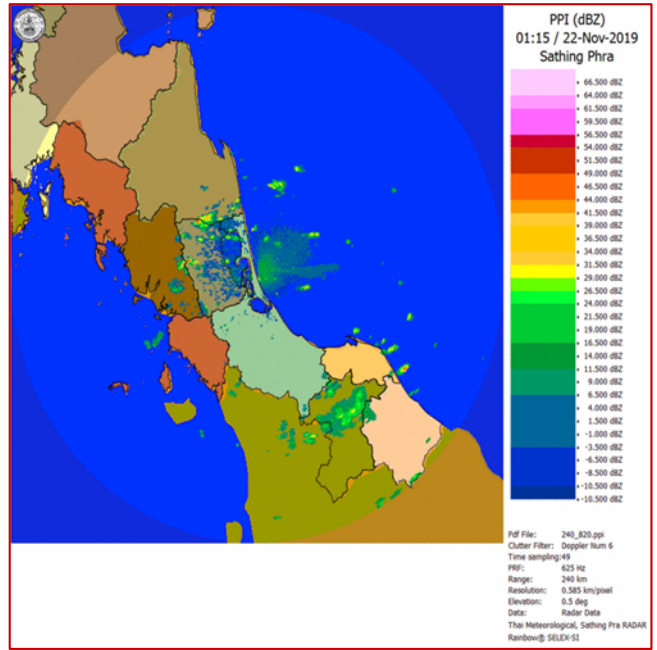 PPI (dBZ)
01:15 / 22-Nov-2019
Sathing Phra
66.500 dBZ
64.000 dBZ
61.500 dBZ
59.500 dBZ
56.500 dBZ
54.000 dBZ
51.500 dBZ
49.000 dBZ
46.500 dBZ
44.000 dBZ
41.500 dBZ
39.000 dBZ
36.500 dBZ
34.000 dBZ
31.500 dBZ
29.000 dBZ
26.500 dBZ
24.000 dBZ
21.500 dBZ
19.000 dBZ
16.500 dBZ
14.000 dBZ
11.500 dBZ
9.000 dBZ
6.500 dBZ
4.000 dBZ
1.500 dBZ
-1.000 dBZ
-3.500 dBZ
-6.500 dBZ
-8.500 dBZ
-10.500 dBZ
-10.500 dBZ
Pdf File: 240_820.ppi
Clutter Filter: Doppler Num 6
Time sampling:49
PRF: 625 Hz
Range: 240 km
Resolution: 0.585 km/pixel
Elevation: 0.5 deg
Data: Radar Data
Thai Meteorological, Sathing Pra RADAR
Rainbow® SELEX-SI